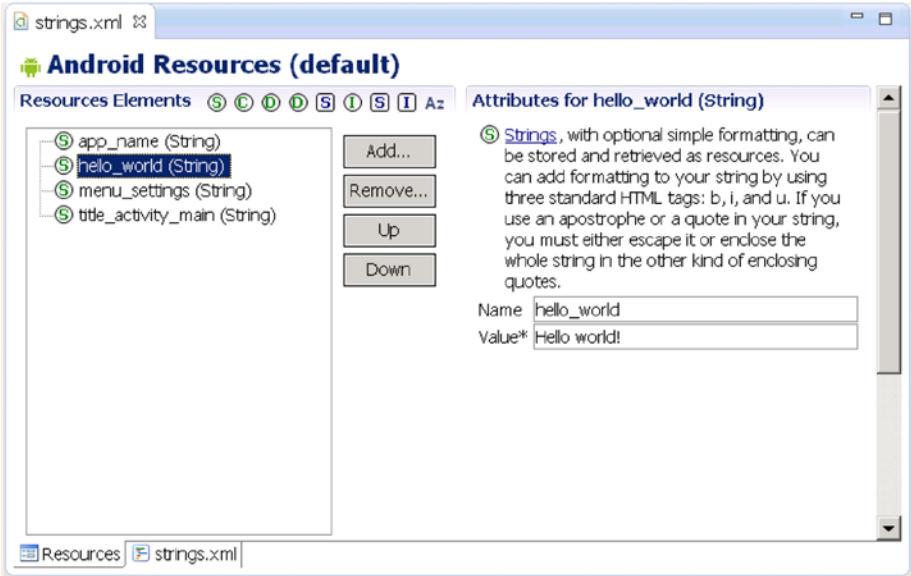 strings.xml
Android Resources (default)
Resources Elements S C D D S I S I Az
S app_name (String)
S hello_world (String)
S menu_settings (String)
S title_activity_main (String)
Add...
Remove...
Up
Down
Attributes for hello_world (String)
S Strings, with optional simple formatting, can
be stored and retrieved as resources. You
can add formatting to your string by using
three standard HTML tags: b, i, and u. If you
use an apostrophe or a quote in your string,
you must either escape it or enclose the
whole string in the other kind of enclosing
quotes.
Name hello_world
Value* Hello world!
Resources strings.xml